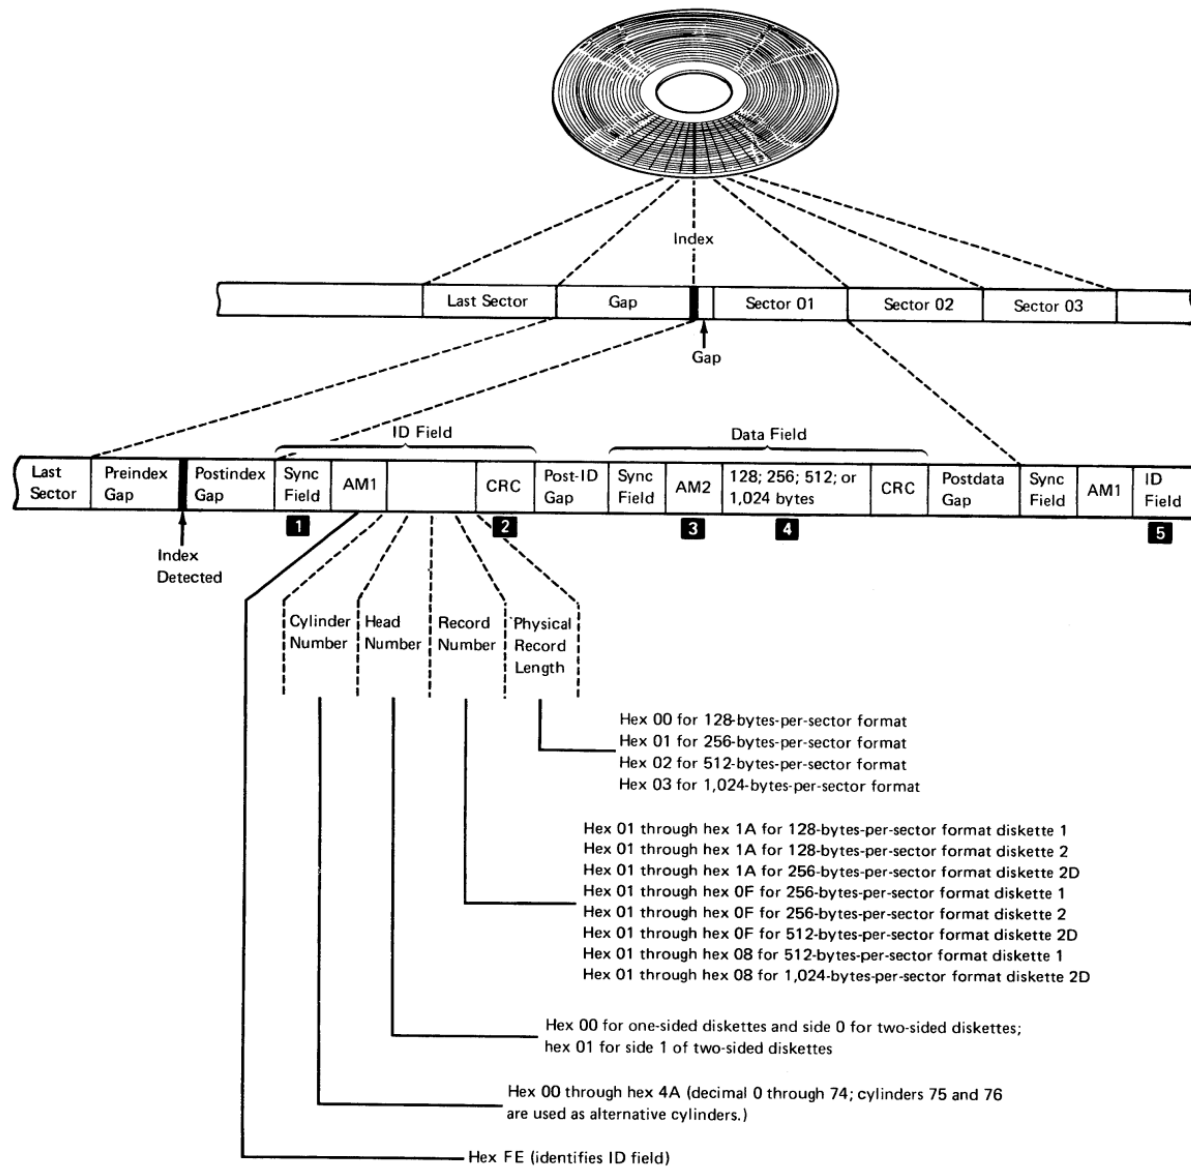 Index
Last Sector
Gap
Sector 01
Sector 02
Sector 03
Gap
ID Field
Data Field
Last
Sector
Preindex
Gap
Postindex
Gap
Sync
Field
AM1
CRC
Post-ID
Gap
Sync
Field
AM2
128; 256; 512; or
1,024 bytes
CRC
Postdata
Gap
Sync
Field
AM1
ID
Field
1
2
3
4
5
Index
Detected
Cylinder
Number
Head
Number
Record
Number
Physical
Record
Length
Hex 00 for 128-bytes-per-sector format
Hex 01 for 256-bytes-per-sector format
Hex 02 for 512-bytes-per-sector format
Hex 03 for 1,024-bytes-per-sector format
Hex 01 through hex 1A for 128-bytes-per-sector format diskette 1
Hex 01 through hex 1A for 128-bytes-per-sector format diskette 2
Hex 01 through hex 1A for 256-bytes-per-sector format diskette 2D
Hex 01 through hex 0F for 256-bytes-per-sector format diskette 1
Hex 01 through hex 0F for 256-bytes-per-sector format diskette 2
Hex 01 through hex 0F for 512-bytes-per-sector format diskette 2D
Hex 01 through hex 08 for 512-bytes-per-sector format diskette 1
Hex 01 through hex 08 for 1,024-bytes-per-sector format diskette 2D
Hex 00 for one-sided diskettes and side 0 for two-sided diskettes;
hex 01 for side 1 of two-sided diskettes
Hex 00 through hex 4A (decimal 0 through 74; cylinders 75 and 76
are used as alternative cylinders.)
Hex FE (identifies ID field)